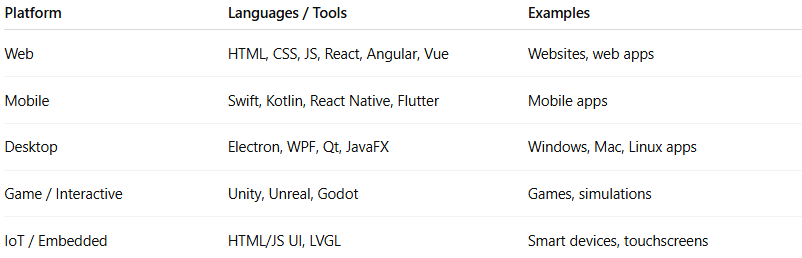 Platform Languages / Tools Examples
Web HTML, CSS, JS, React, Angular, Vue Websites, web apps
Mobile Swift, Kotlin, React Native, Flutter Mobile apps
Desktop Electron, WPF, Qt, JavaFX Windows, Mac, Linux apps
Game / Interactive Unity, Unreal, Godot Games, simulations
IoT / Embedded HTML/JS UI, LVGL Smart devices, touchscreens